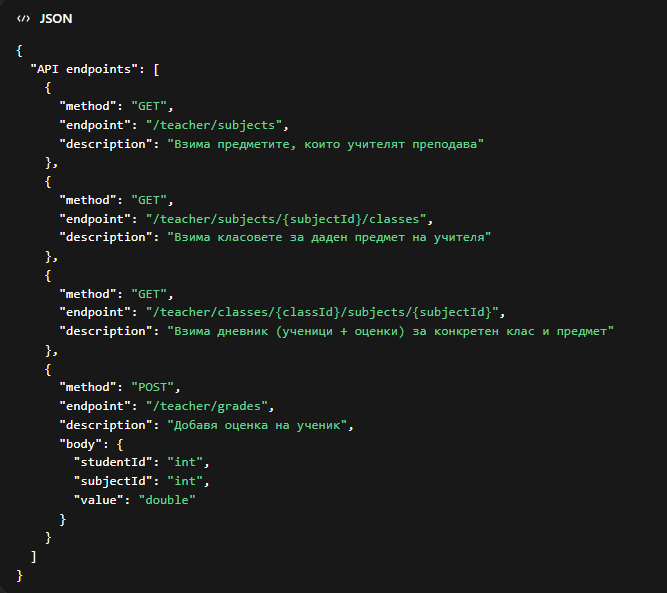 </> JSON
{
"API endpoints": [
{
"method": "GET",
"endpoint": "/teacher/subjects",
"description": "Взима предметите, които учителят преподава"
},
{
"method": "GET",
"endpoint": "/teacher/subjects/{subjectId}/classes",
"description": "Взима класовете за даден предмет на учителя"
},
{
"method": "GET",
"endpoint": "/teacher/classes/{classId}/subjects/{subjectId}",
"description": "Взима дневник (ученици + оценки) за конкретен клас и предмет"
},
{
"method": "POST",
"endpoint": "/teacher/grades",
"description": "Добавя оценка на ученик",
"body": {
"studentId": "int",
"subjectId": "int",
"value": "double"
}
}
]
}